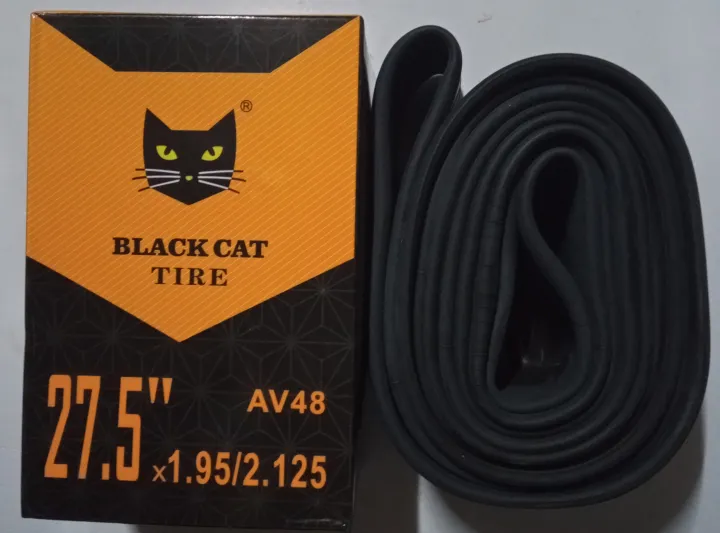 ®
BLACK CAT
TIRE
AV48
27.5" x1.95/2.125